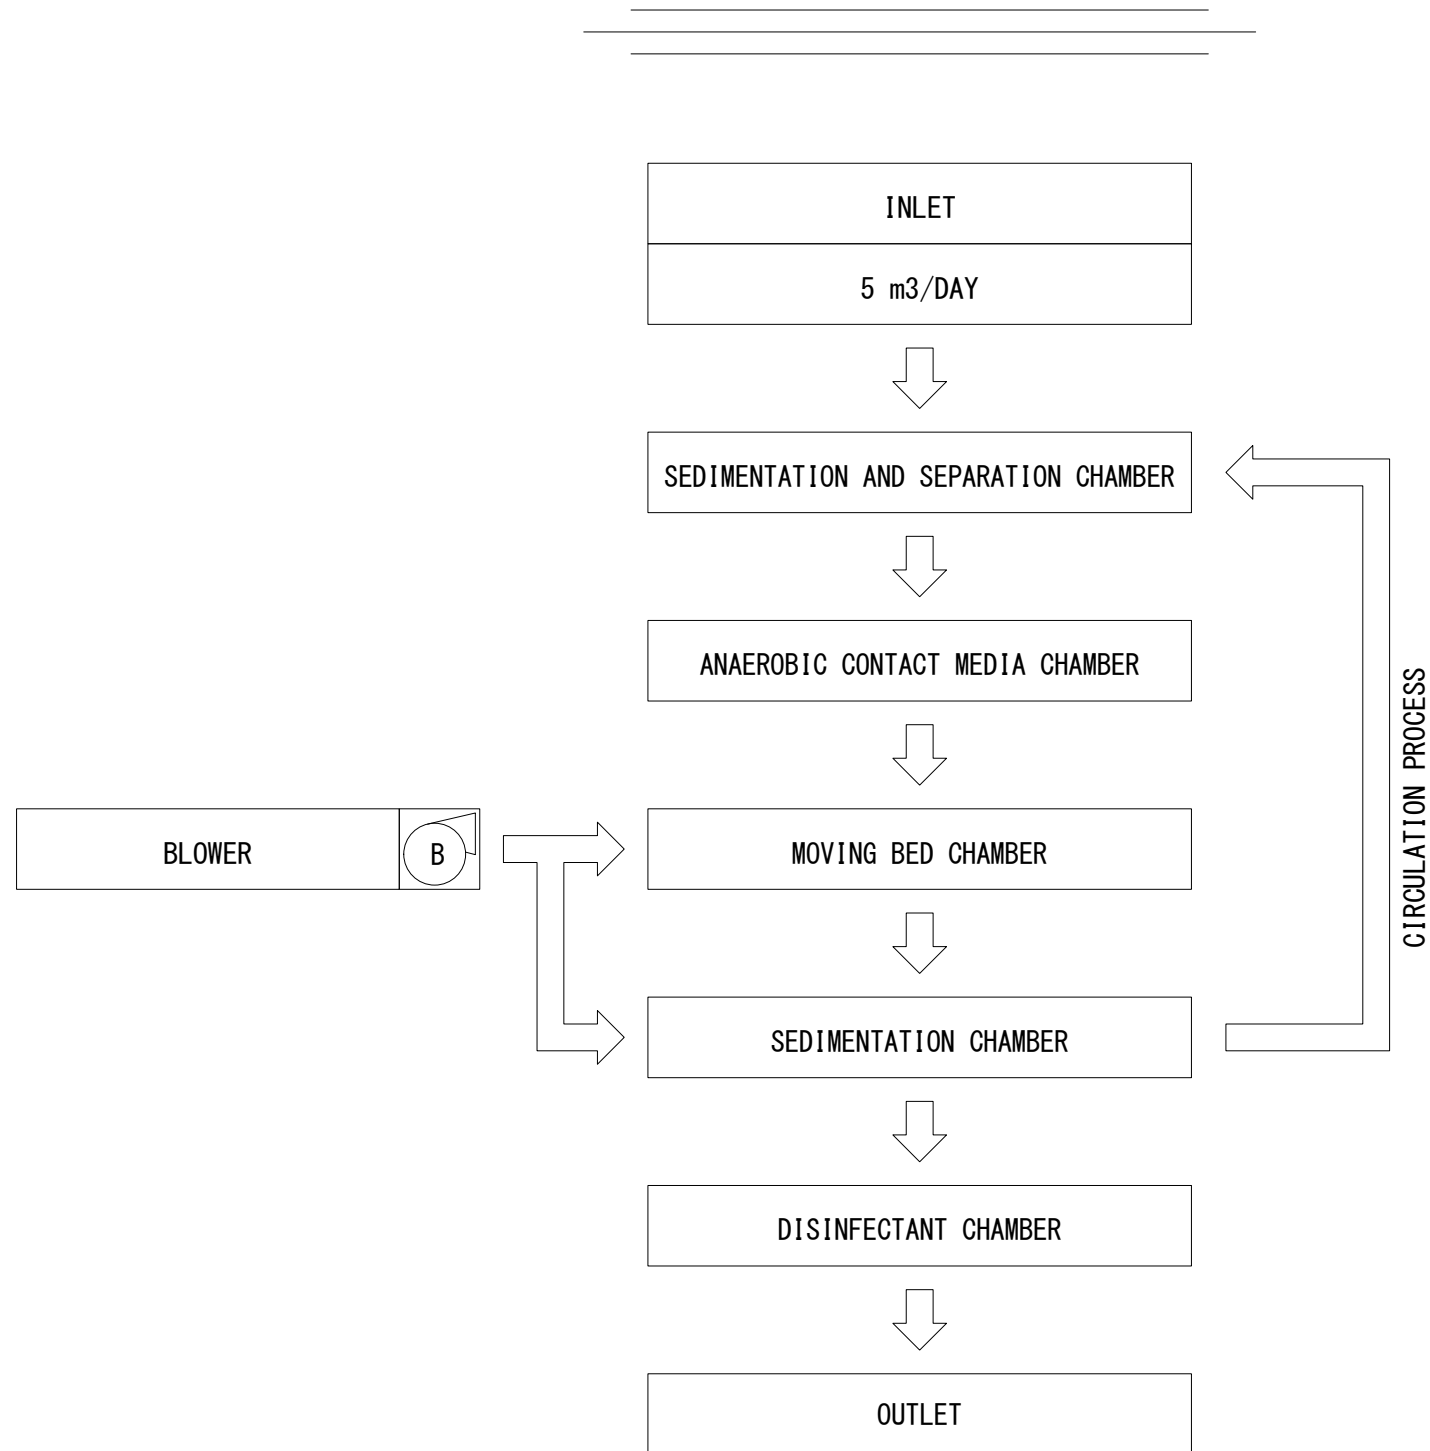 INLET
5 m3/DAY
SEDIMENTATION AND SEPARATION CHAMBER
ANAEROBIC CONTACT MEDIA CHAMBER
BLOWER
B
MOVING BED CHAMBER
CIRCULATION PROCESS
SEDIMENTATION CHAMBER
DISINFECTANT CHAMBER
OUTLET